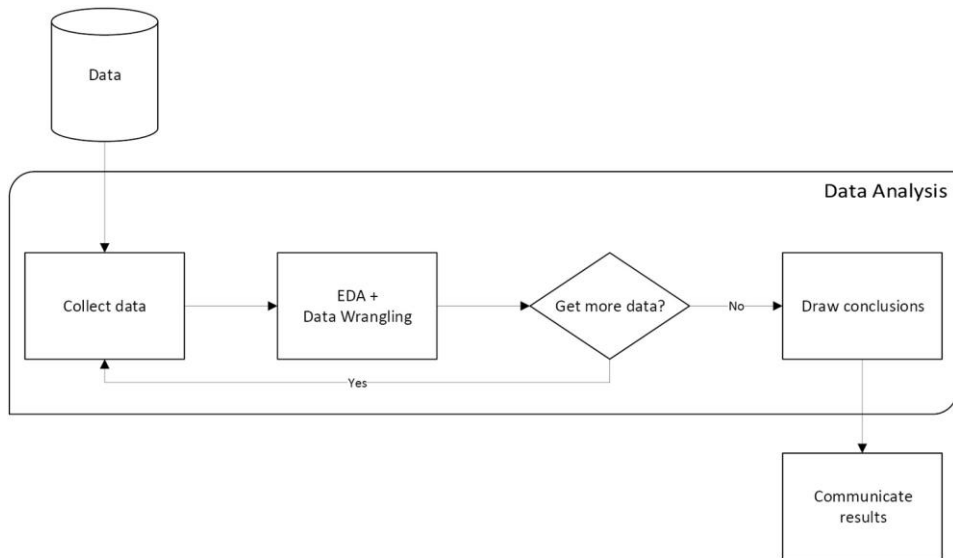 Data
Data Analysis
Collect data
EDA +
Data Wrangling
Get more data?
No
Draw conclusions
Yes
Communicate
results